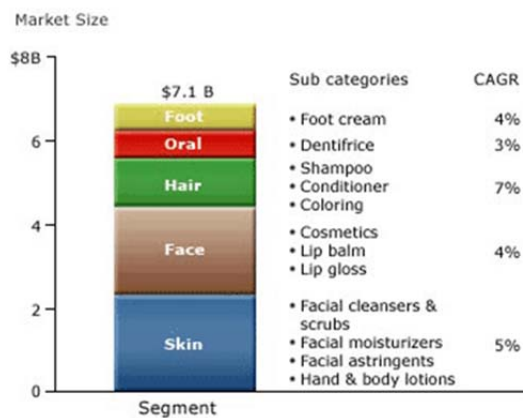 Market Size
$8B
$7.1 B
Sub categories CAGR
Foot
• Foot cream 4%
6
Oral
• Dentifrice 3%
Hair
• Shampoo
• Conditioner 7%
• Coloring
4
Face
• Cosmetics
• Lip balm 4%
• Lip gloss
2
Skin
• Facial cleansers &
scrubs
• Facial moisturizers 5%
• Facial astringents
• Hand & body lotions
0
Segment